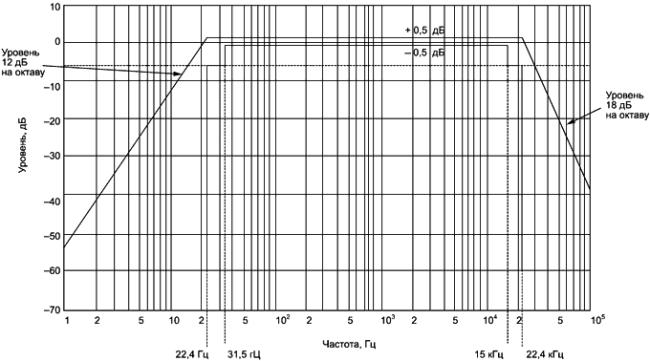 10
0
–10
–20
–30
–40
–50
–60
–70
Уровень, дБ
Уровень
12 дБ
на октаву
+ 0,5 дБ
– 0,5 дБ
Уровень
18 дБ
на октаву
1 2 5 10 2 5 10² 2 5 10³ 2 5 10⁴ 2 5 10⁵
Частота, Гц
22,4 Гц 31,5 гЦ 15 кГц 22,4 кГц